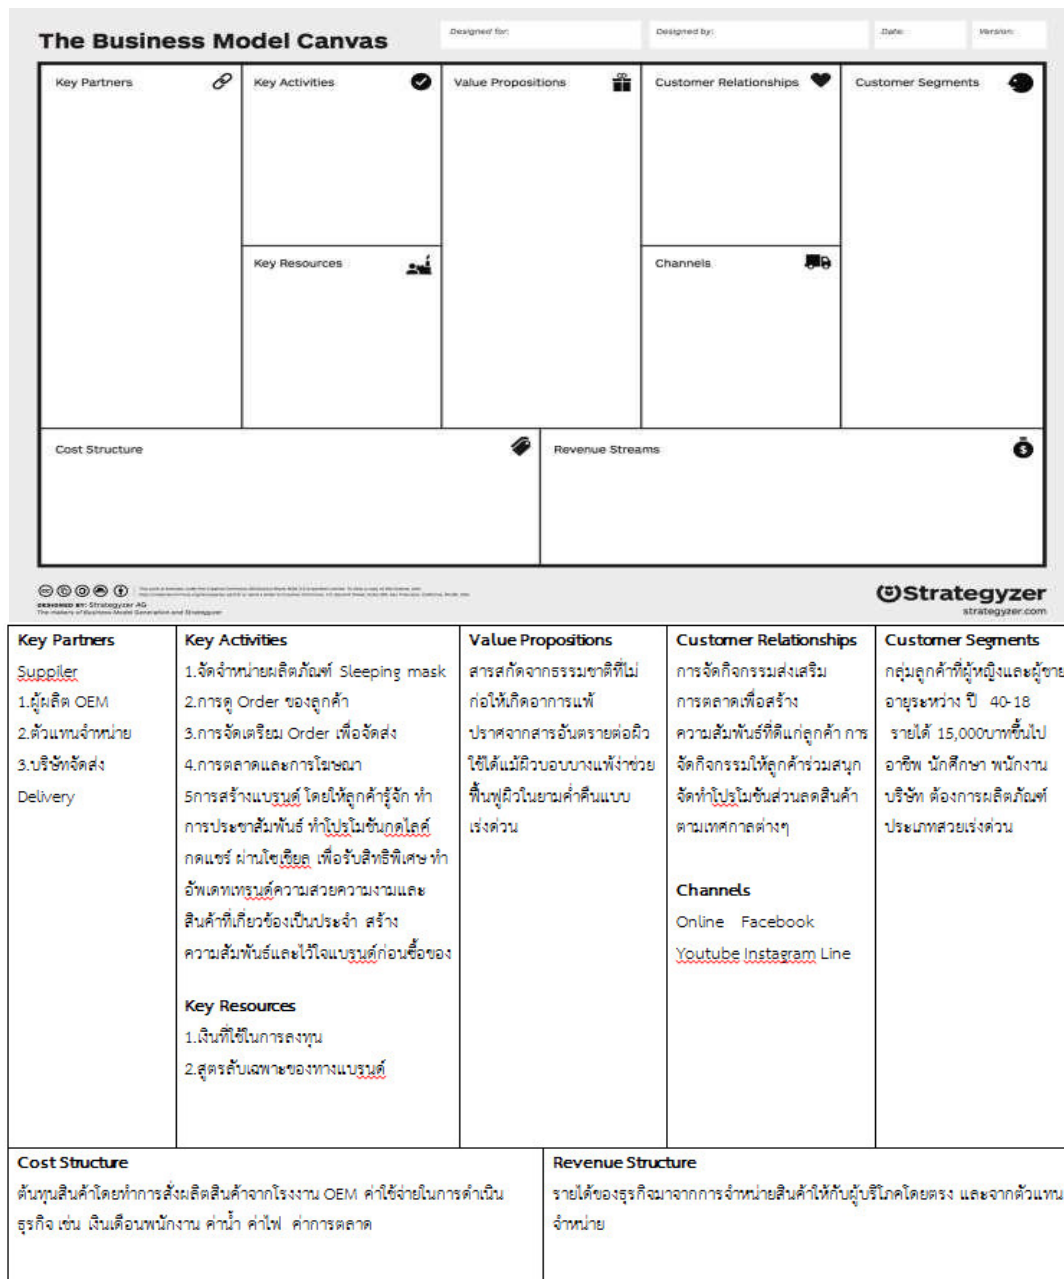 The Business Model Canvas
Designed for:
Designed by:
Date:
Version:
Key Partners
Key Activities
Value Propositions
Customer Relationships
Customer Segments
Key Resources
Channels
Cost Structure
Revenue Streams
DESIGNED BY: Strategyzer AG
The makers of Business Model Generation and Strategyzer
Strategyzer
strategyzer.com
Key Partners
Suppiler
1.ผู้ผลิต OEM
2.ตัวแทนจำหน่าย
3.บริษัทจัดส่ง
Delivery
Key Activities
1.จัดจำหน่ายผลิตภัณฑ์ Sleeping mask
2.การดู Order ของลูกค้า
3.การจัดเตรียม Order เพื่อจัดส่ง
4.การตลาดและการโฆษณา
5การสร้างแบรนด์ โดยให้ลูกค้ารู้จัก ทำ
การประชาสัมพันธ์ ทำโปรโมชันกดไลค์
กดแชร์ ผ่านโซเชียล เพื่อรับสิทธิพิเศษ ทำ
อัพเดทเทรนด์ความสวยความงามและ
สินค้าที่เกี่ยวข้องเป็นประจำ สร้าง
ความสัมพันธ์และไว้ใจแบรนด์ก่อนซื้อของ
Key Resources
1.เงินที่ใช้ในการลงทุน
2.สูตรลับเฉพาะของทางแบรนด์
Value Propositions
สารสกัดจากธรรมชาติที่ไม่
ก่อให้เกิดอาการแพ้
ปราศจากสารอันตรายต่อผิว
ใช้ได้แม้ผิวบอบบางแพ้ง่าช่วย
ฟื้นฟูผิวในยามค่ำคืนแบบ
เร่งด่วน
Customer Relationships
การจัดกิจกรรมส่งเสริม
การตลาดเพื่อสร้าง
ความสัมพันธ์ที่ดีแก่ลูกค้า การ
จัดกิจกรรมให้ลูกค้าร่วมสนุก
จัดทำโปรโมชันส่วนลดสินค้า
ตามเทศกาลต่างๆ
Channels
Online Facebook
Youtube Instagram Line
Customer Segments
กลุ่มลูกค้าที่ผู้หญิงและผู้ชาย
อายุระหว่าง ปี 40-18
รายได้ 15,000บาทขึ้นไป
อาชีพ นักศึกษา พนักงาน
บริษัท ต้องการผลิตภัณฑ์
ประเภทสวยเร่งด่วน
Cost Structure
ต้นทุนสินค้าโดยทำการสั่งผลิตสินค้าจากโรงงาน OEM ค่าใช้จ่ายในการดำเนิน
ธุรกิจ เช่น เงินเดือนพนักงาน ค่าน้ำ ค่าไฟ ค่าการตลาด
Revenue Structure
รายได้ของธุรกิจมาจากการจำหน่ายสินค้าให้กับผู้บริโภคโดยตรง และจากตัวแทน
จำหน่าย